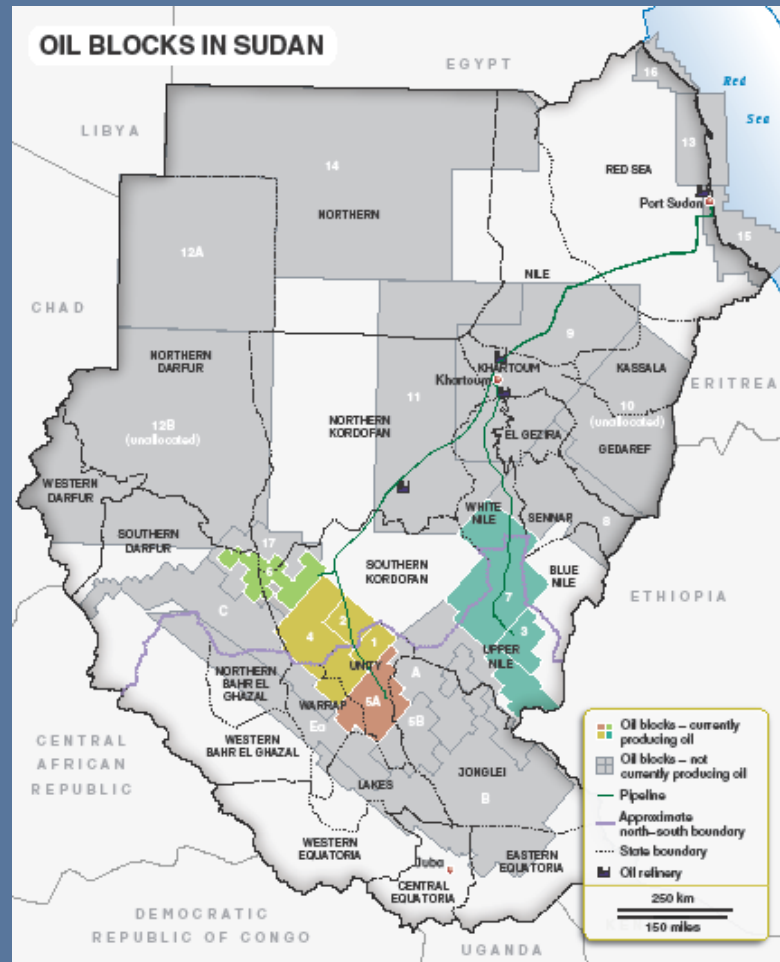 OIL BLOCKS IN SUDAN
EGYPT
Red
Sea
16
LIBYA
13
14
RED SEA
NORTHERN
Port Sudan
15
12A
NILE
CHAD
9
NORTHERN
DARFUR
KHARTOUM
Khartoum
KASSALA
ERITREA
11
10
(unallocated)
12B
(unallocated)
NORTHERN
KORDOFAN
EL GEZIRA
GEDAREF
WESTERN
DARFUR
WHITE
NILE
SENNAR
8
SOUTHERN
DARFUR
17
6
SOUTHERN
KORDOFAN
BLUE
NILE
ETHIOPIA
7
C
2
4
1
3
UPPER
NILE
UNITY
A
NORTHERN
BAHR EL
GHAZAL
WARRAP
5A
5B
Ea
WESTERN
BAHR EL GHAZAL
CENTRAL
AFRICAN
REPUBLIC
JONGLEI
LAKES
B
WESTERN
EQUATORIA
Juba
EASTERN
EQUATORIA
CENTRAL
EQUATORIA
DEMOCRATIC
REPUBLIC OF CONGO
UGANDA
Oil blocks – currently
producing oil
Oil blocks – not
currently producing oil
Pipeline
Approximate
north–south boundary
State boundary
Oil refinery
250 km
150 miles